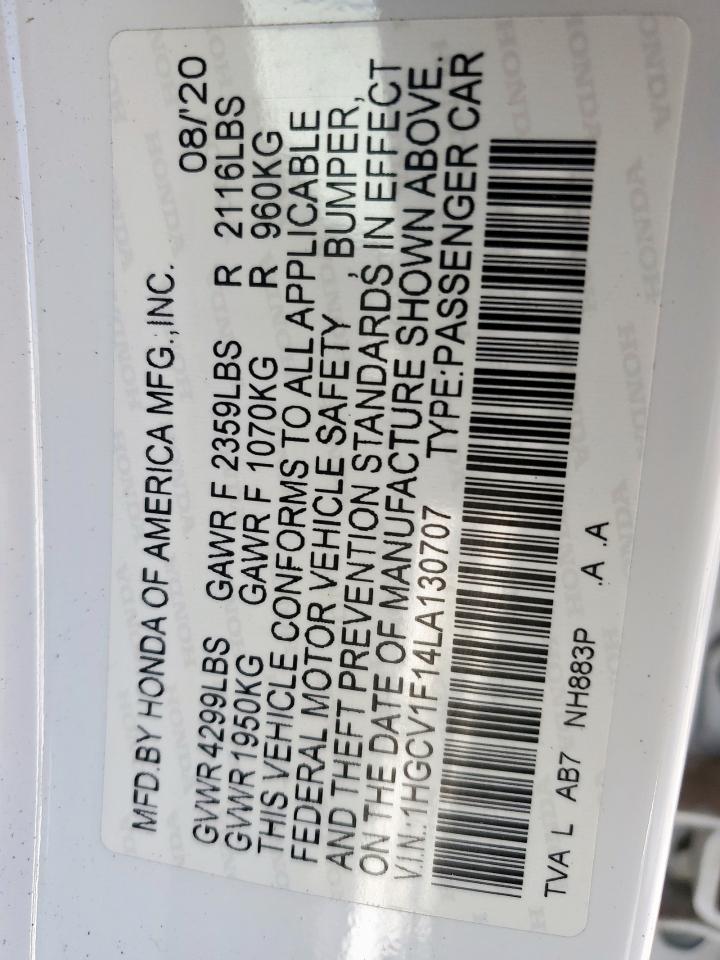 MFD.BY HONDA OF AMERICA MFG.,INC. 08/'20
GVWR 4299LBS GAWR F 2359LBS R 2116LBS
GVWR 1950KG GAWR F 1070KG R 960KG
THIS VEHICLE CONFORMS TO ALL APPLICABLE
FEDERAL MOTOR VEHICLE SAFETY, BUMPER,
AND THEFT PREVENTION STANDARDS IN EFFECT
ON THE DATE OF MANUFACTURE SHOWN ABOVE.
V.I.N.:1HGCV1F14LA130707 TYPE:PASSENGER CAR
TVA L AB7 NH883P .A .A